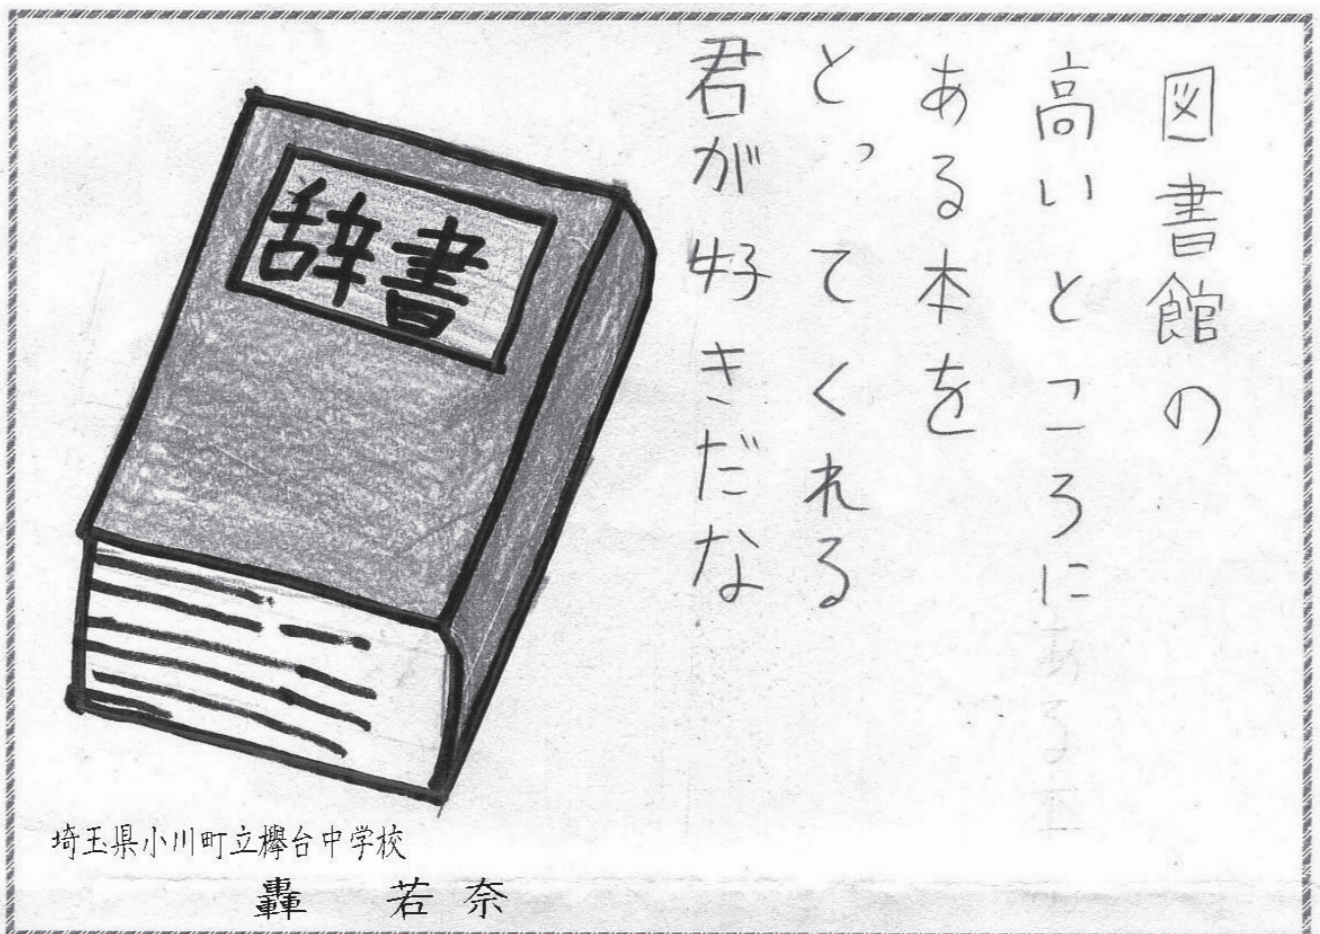 図書館の
高いところに
ある本を
とってくれる
君が好きだな
辞書
埼玉県小川町立欅台中学校
轟 若奈